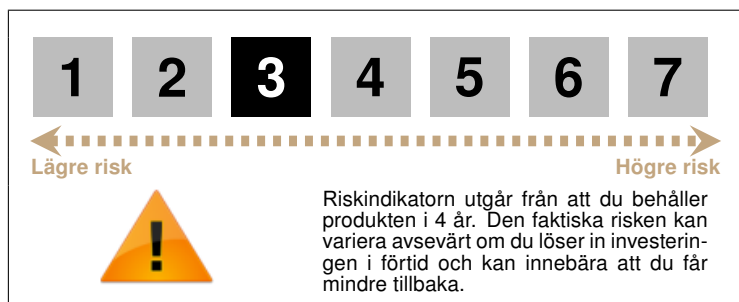 1 2 3 4 5 6 7
Lägre risk Högre risk
Riskindikatorn utgår från att du behåller
produkten i 4 år. Den faktiska risken kan
variera avsevärt om du löser in investerin-
gen i förtid och kan innebära att du får
mindre tillbaka.